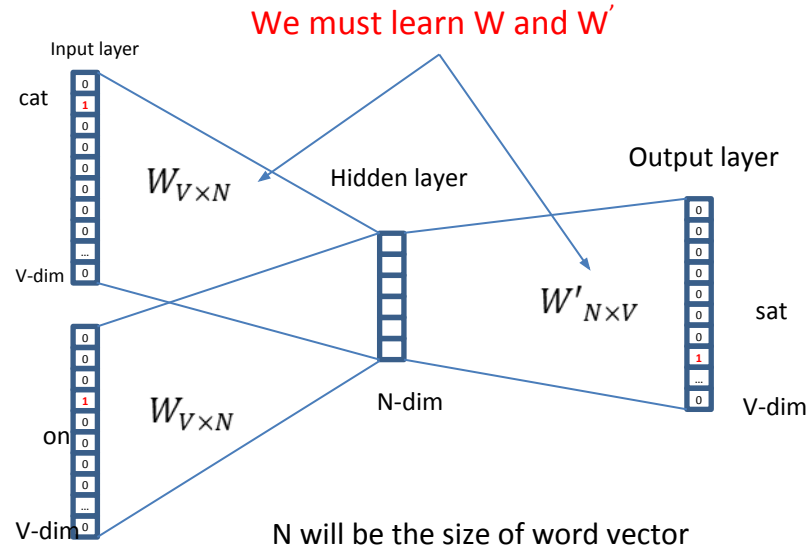 We must learn W and W′
Input layer
cat
0
1
0
0
0
0
0
0
...
0
V-dim
W_{V×N}
Hidden layer
N-dim
on
0
0
0
1
0
0
0
0
...
0
V-dim
W_{V×N}
Output layer
0
0
0
0
0
0
0
1
...
0
W'_{N×V}
sat
V-dim
N will be the size of word vector